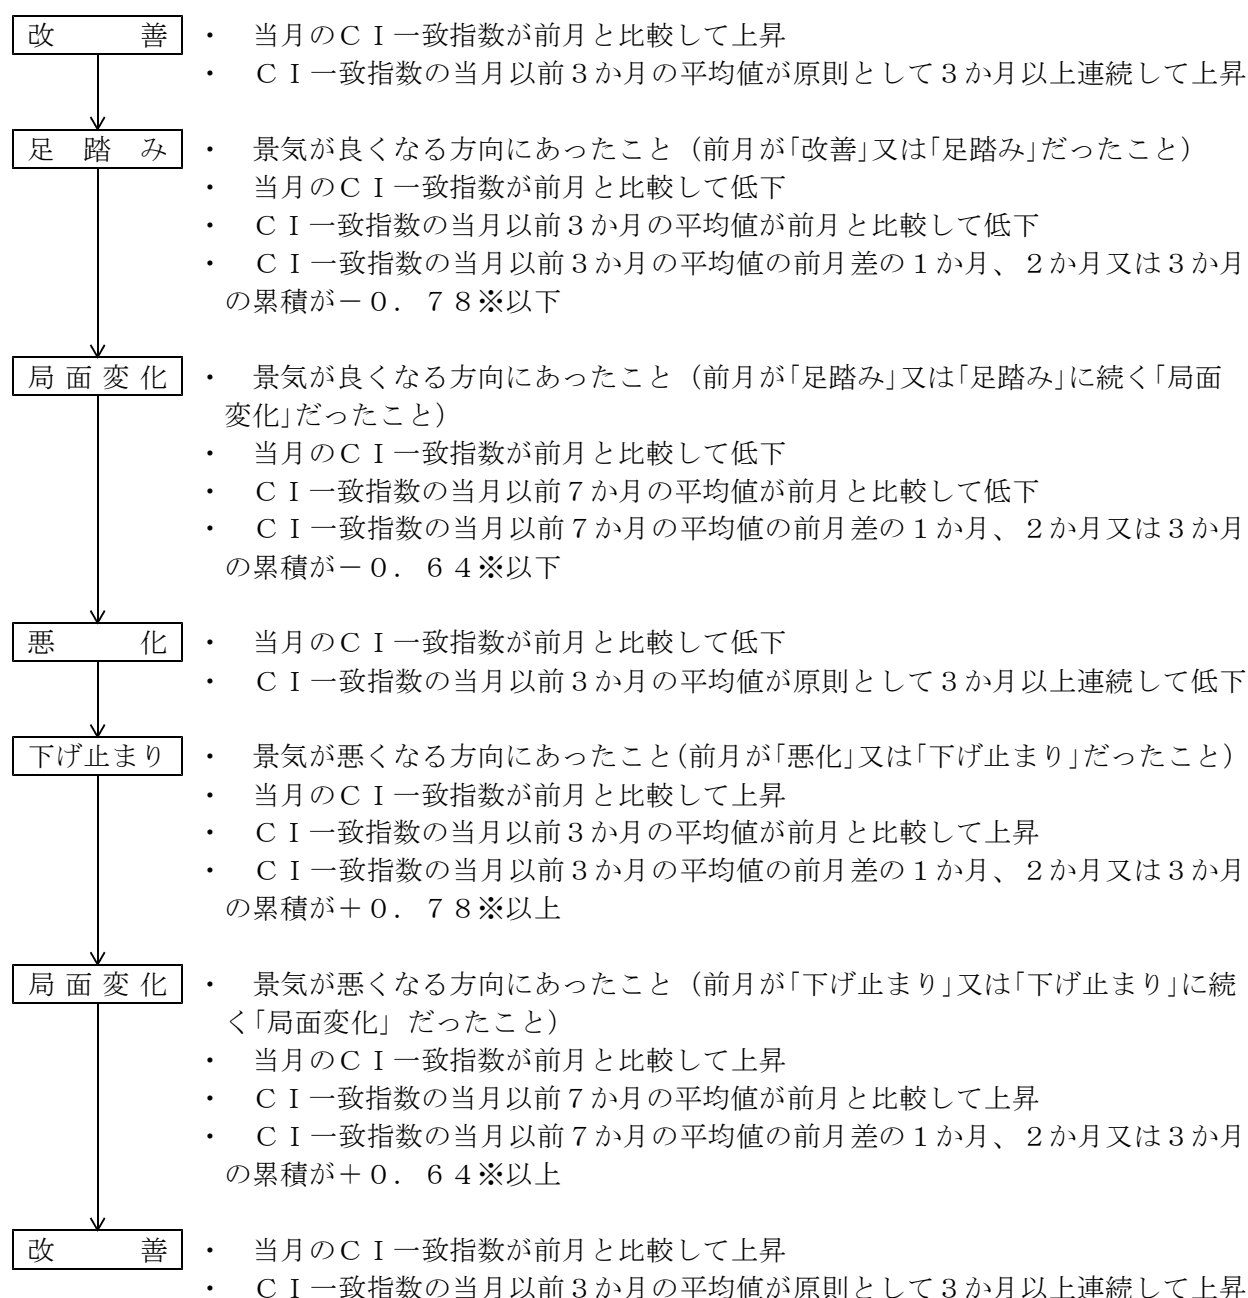 改　　善　・　当月のＣＩ一致指数が前月と比較して上昇
・　ＣＩ一致指数の当月以前３か月の平均値が原則として３か月以上連続して上昇
足　踏　み　・　景気が良くなる方向にあったこと（前月が「改善」又は「足踏み」だったこと）
・　当月のＣＩ一致指数が前月と比較して低下
・　ＣＩ一致指数の当月以前３か月の平均値が前月と比較して低下
・　ＣＩ一致指数の当月以前３か月の平均値の前月差の１か月、２か月又は３か月
の累積が－０．７８※以下
局面変化　・　景気が良くなる方向にあったこと（前月が「足踏み」又は「足踏み」に続く「局面
変化」だったこと）
・　当月のＣＩ一致指数が前月と比較して低下
・　ＣＩ一致指数の当月以前７か月の平均値が前月と比較して低下
・　ＣＩ一致指数の当月以前７か月の平均値の前月差の１か月、２か月又は３か月
の累積が－０．６４※以下
悪　　化　・　当月のＣＩ一致指数が前月と比較して低下
・　ＣＩ一致指数の当月以前３か月の平均値が原則として３か月以上連続して低下
下げ止まり　・　景気が悪くなる方向にあったこと（前月が「悪化」又は「下げ止まり」だったこと）
・　当月のＣＩ一致指数が前月と比較して上昇
・　ＣＩ一致指数の当月以前３か月の平均値が前月と比較して上昇
・　ＣＩ一致指数の当月以前３か月の平均値の前月差の１か月、２か月又は３か月
の累積が＋０．７８※以上
局面変化　・　景気が悪くなる方向にあったこと（前月が「下げ止まり」又は「下げ止まり」に続
く「局面変化」だったこと）
・　当月のＣＩ一致指数が前月と比較して上昇
・　ＣＩ一致指数の当月以前７か月の平均値が前月と比較して上昇
・　ＣＩ一致指数の当月以前７か月の平均値の前月差の１か月、２か月又は３か月
の累積が＋０．６４※以上
改　　善　・　当月のＣＩ一致指数が前月と比較して上昇
・　ＣＩ一致指数の当月以前３か月の平均値が原則として３か月以上連続して上昇